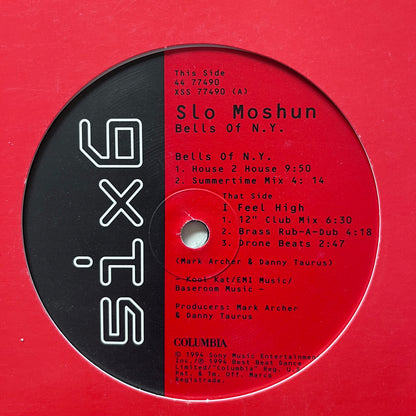 six6
This Side
44 77490
XSS 77490 (A)
Slo Moshun
Bells Of N.Y.
Bells Of N.Y.
1. House 2 House 9:50
2. Summertime Mix 4: 14
That Side
I Feel High
1. 12" Club Mix 6:30
2. Brass Rub-A-Dub 4:18
3. Drone Beats 2:47
(Mark Archer & Danny Taurus)
- Kool Kat/EMI Music/
Baseroom Music -
Producers: Mark Archer
& Danny Taurus
COLUMBIA
© 1994 Sony Music Entertainment
Inc./℗ 1994 Best Beat Dance
Limited/"Columbia" Reg. U.
Pat. & Tm. Off. Marca
Registrada.